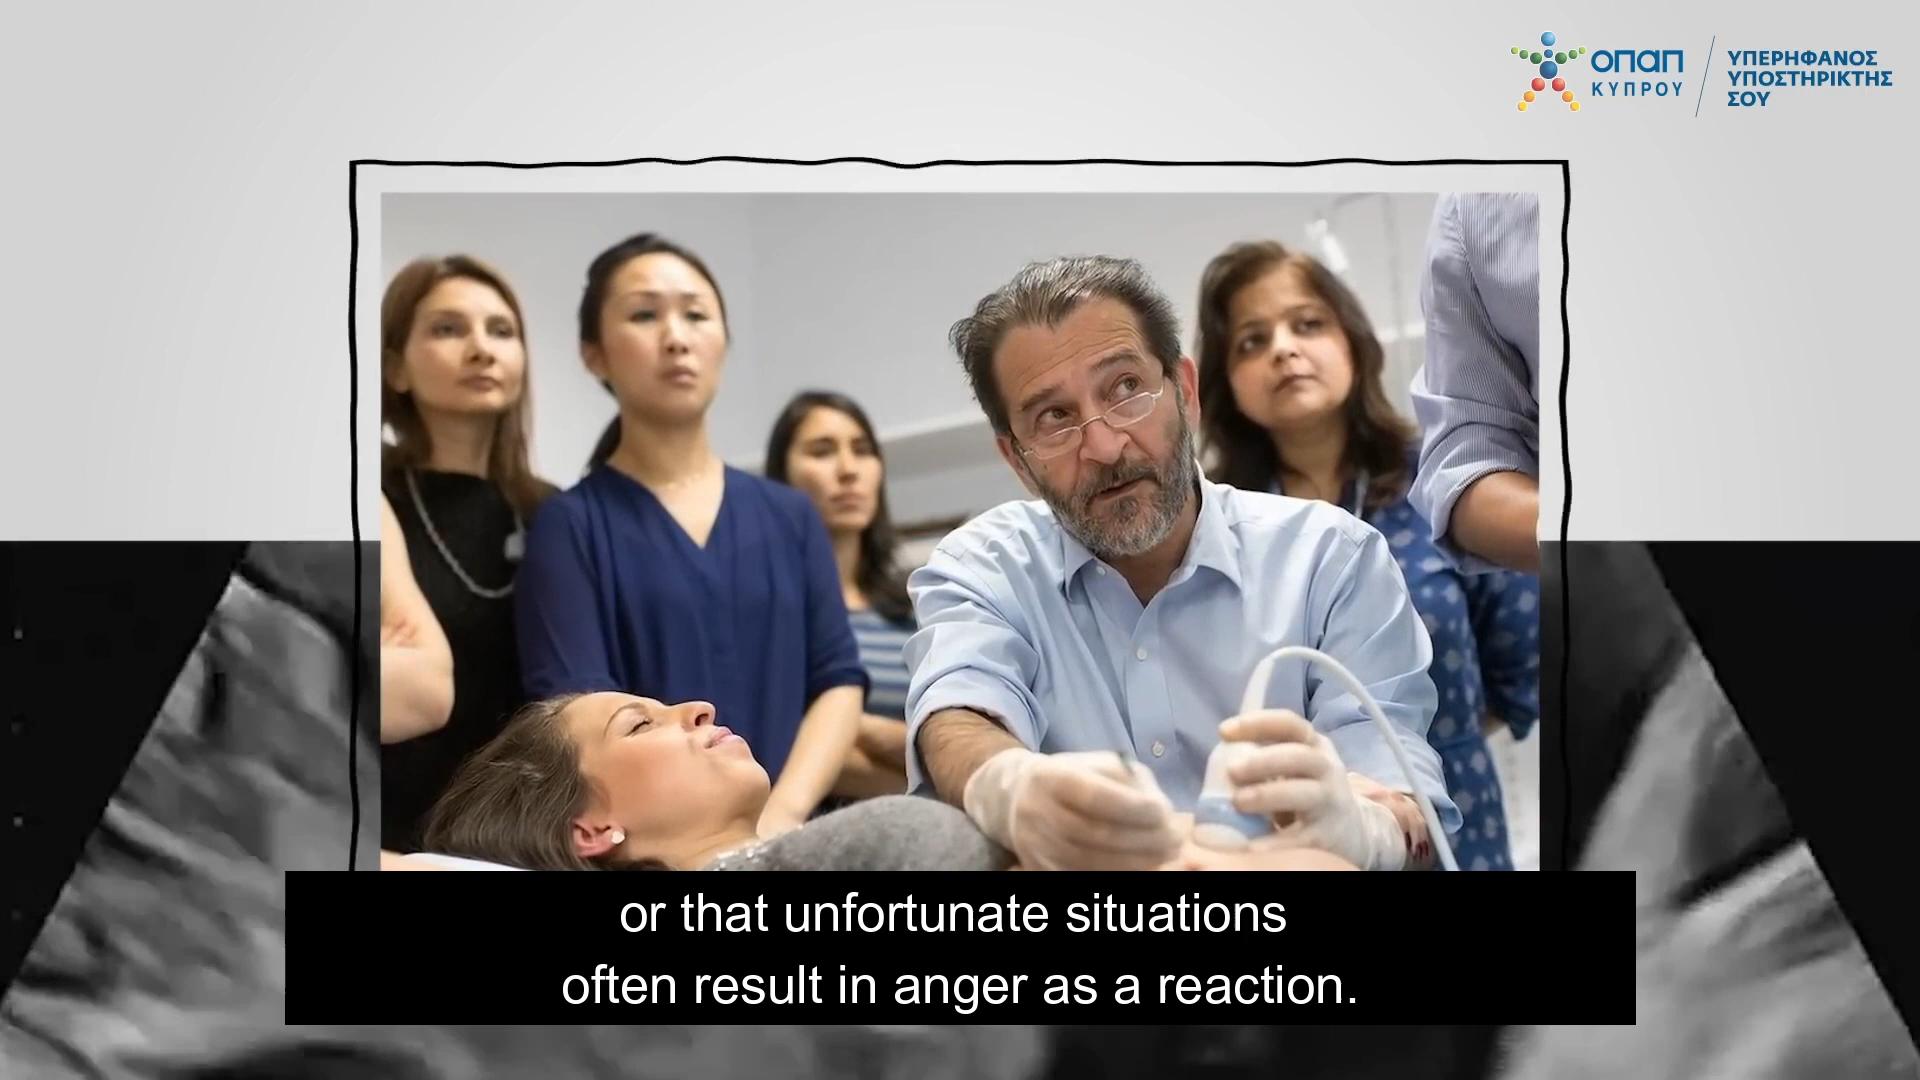 οπαπ
ΚΥΠΡΟΥ
ΥΠΕΡΗΦΑΝΟΣ
ΥΠΟΣΤΗΡΙΚΤΗΣ
ΣΟΥ
or that unfortunate situations
often result in anger as a reaction.